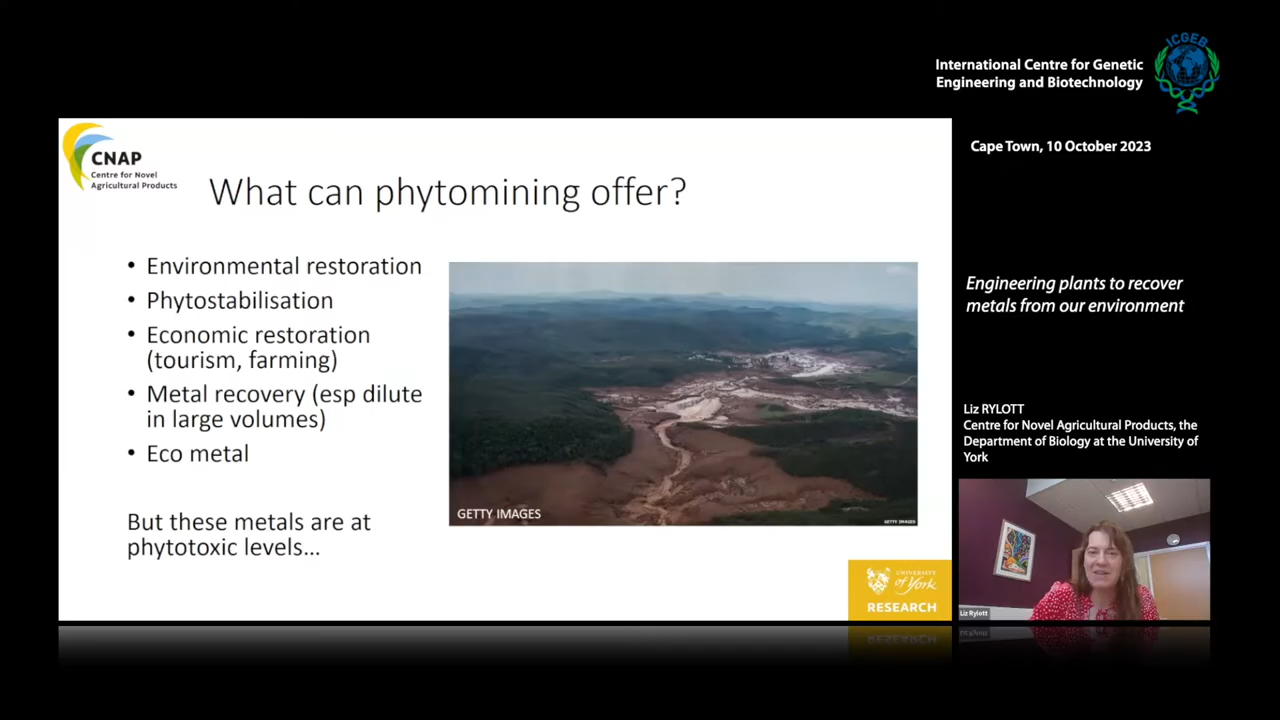 ICGEB
International Centre for Genetic
Engineering and Biotechnology
CNAP
Centre for Novel
Agricultural Products
What can phytomining offer?
• Environmental restoration
• Phytostabilisation
• Economic restoration
(tourism, farming)
• Metal recovery (esp dilute
in large volumes)
• Eco metal
But these metals are at
phytotoxic levels...
GETTY IMAGES
GETTY IMAGES
UNIVERSITY
of York
RESEARCH
Cape Town, 10 October 2023
Engineering plants to recover
metals from our environment
Liz RYLOTT
Centre for Novel Agricultural Products, the
Department of Biology at the University of
York
Liz Rylott